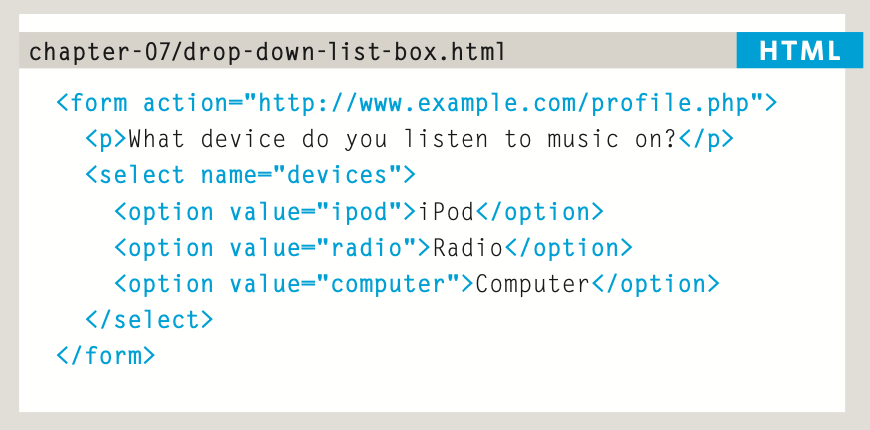 chapter-07/drop-down-list-box.html HTML
<form action="http://www.example.com/profile.php">
<p>What device do you listen to music on?</p>
<select name="devices">
<option value="ipod">iPod</option>
<option value="radio">Radio</option>
<option value="computer">Computer</option>
</select>
</form>